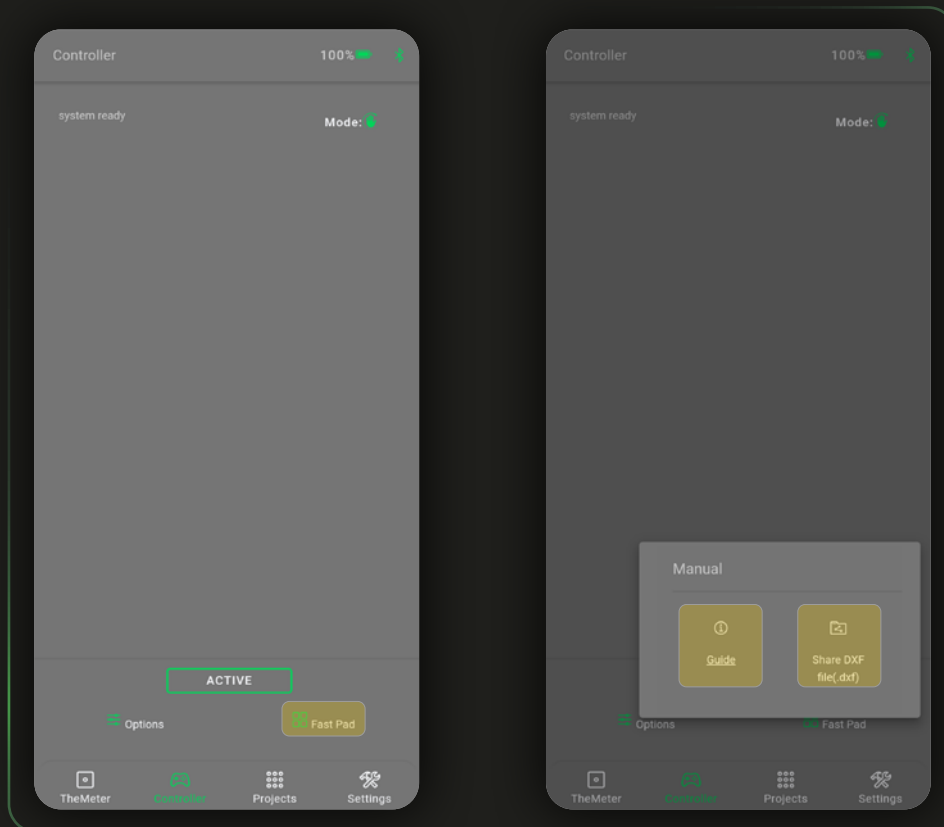 Controller 100%
system ready
Mode:
ACTIVE
Options
Fast Pad
TheMeter Controller Projects Settings
Controller 100%
system ready
Mode:
Manual
Guide
Share DXF
file(.dxf)
Options
Fast Pad
TheMeter Controller Projects Settings